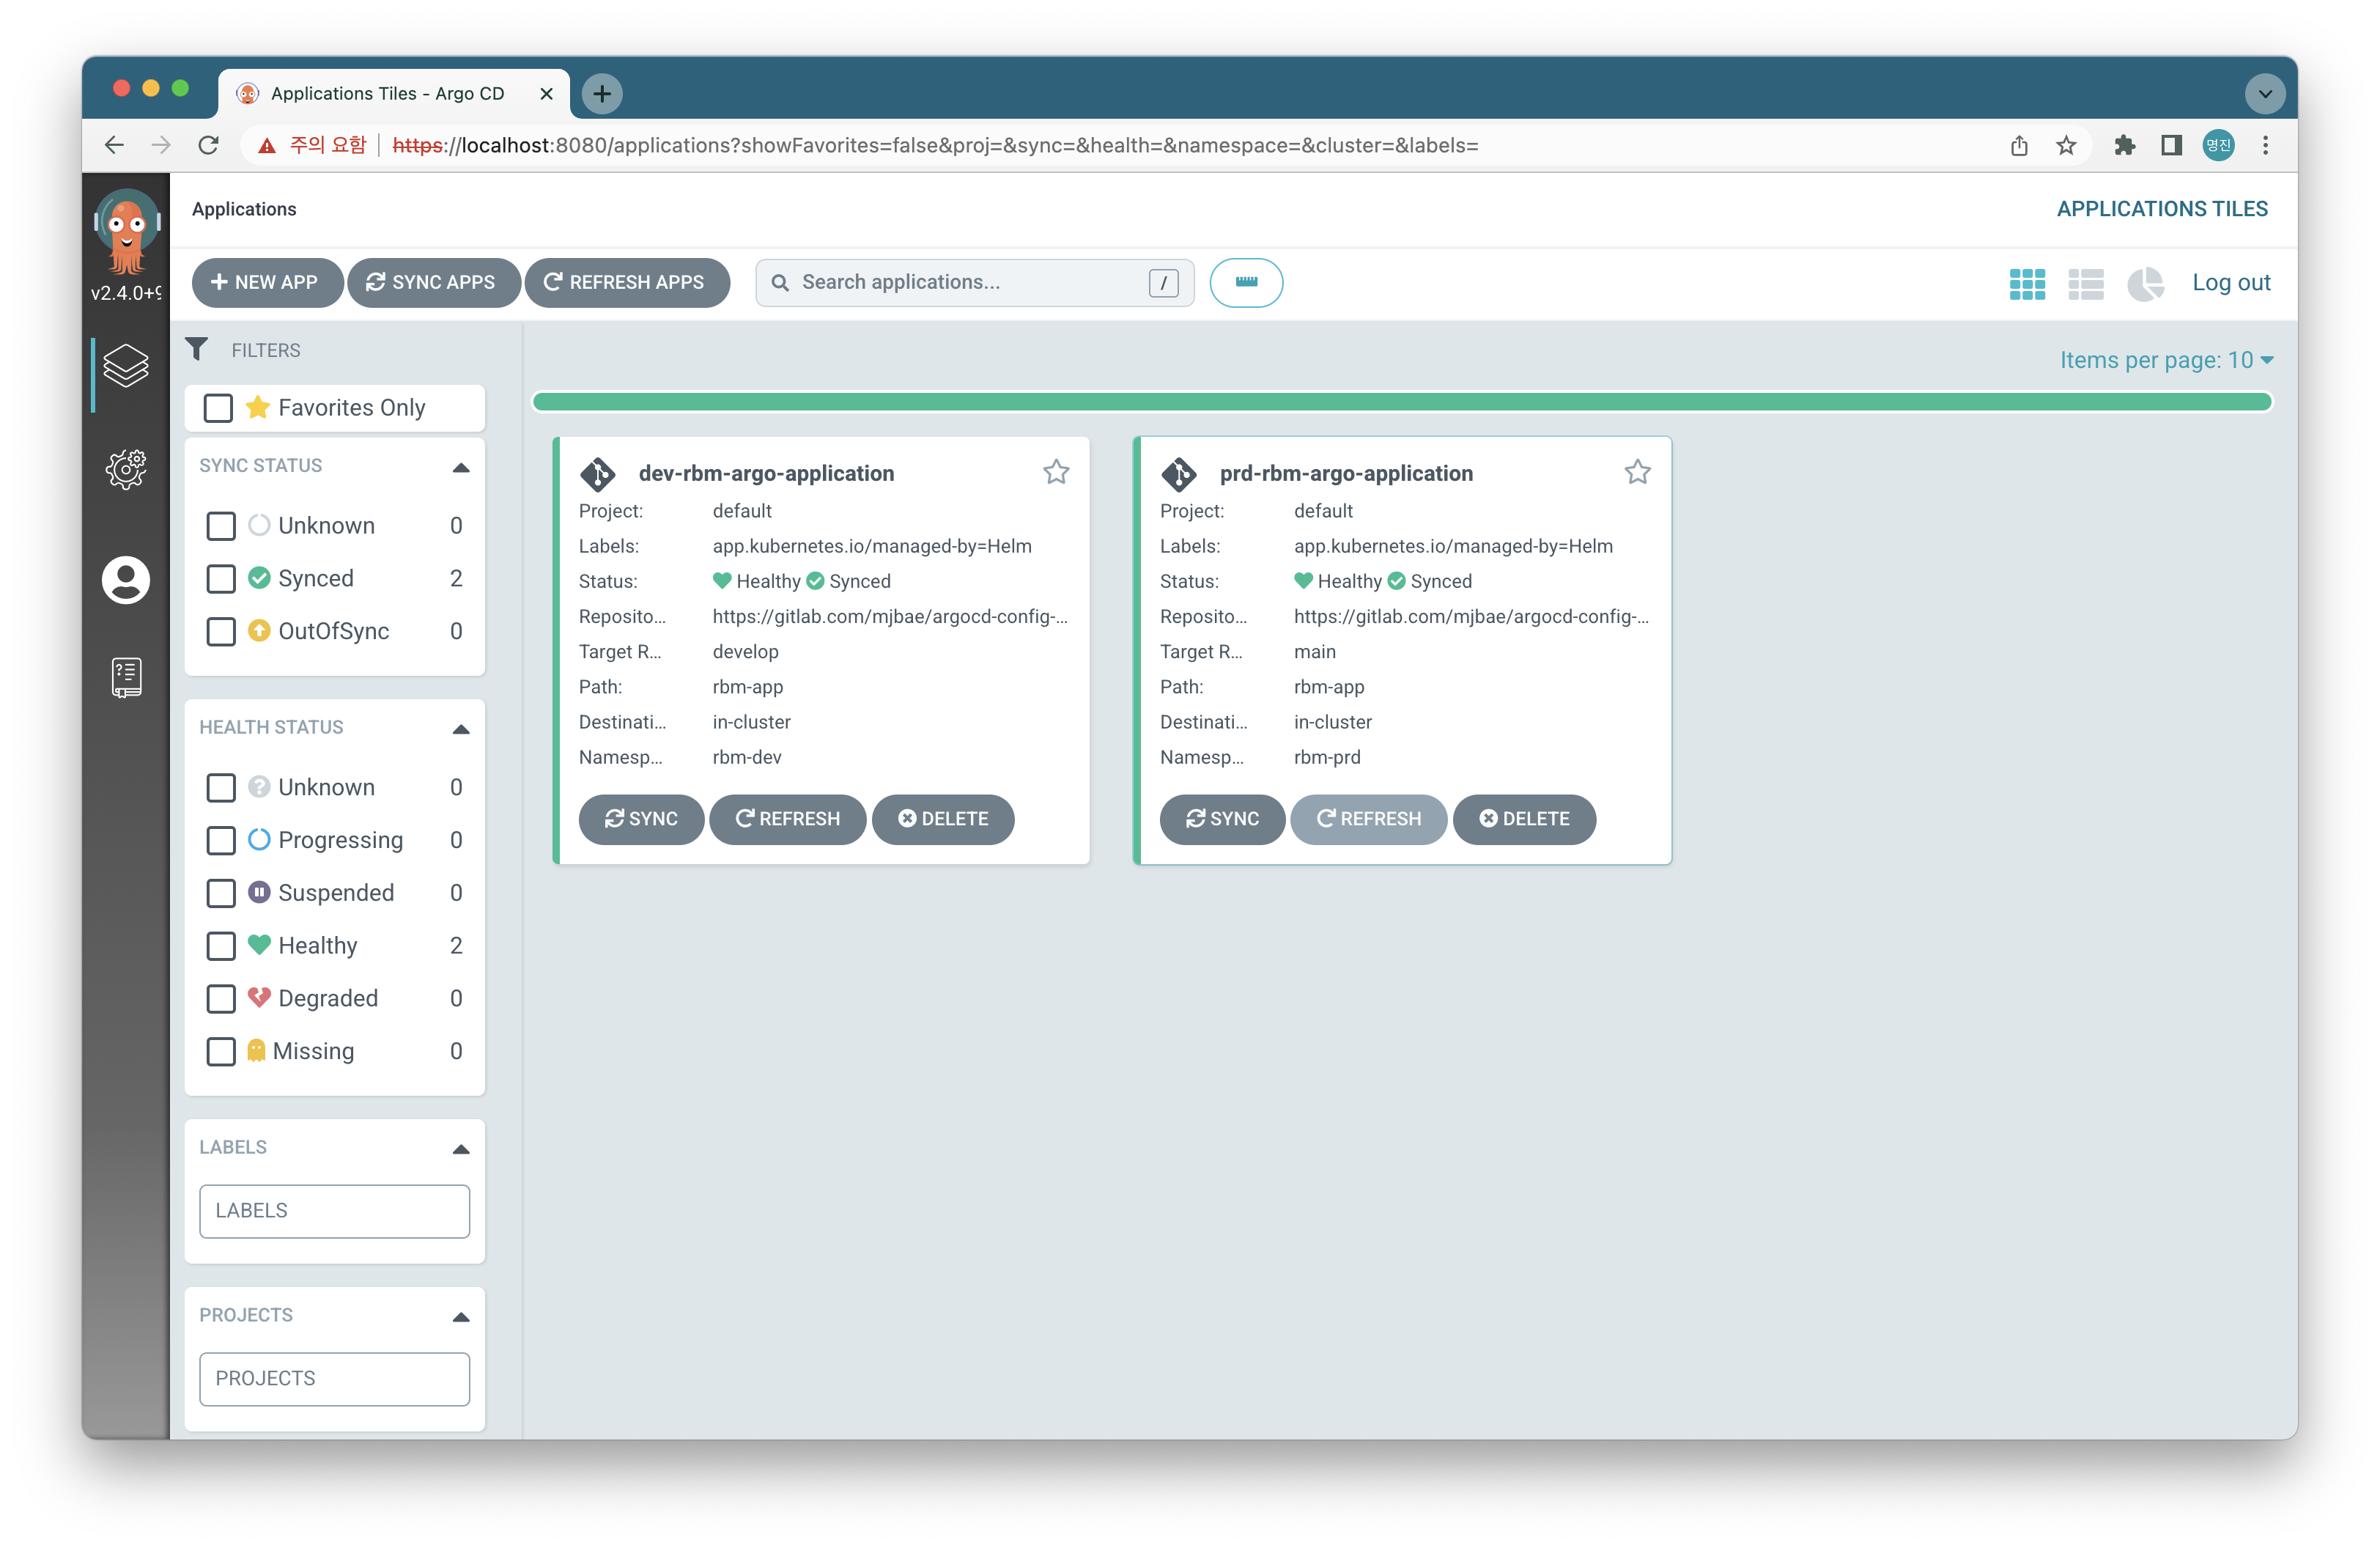 Applications Tiles - Argo CD
주의 요함 https://localhost:8080/applications?showFavorites=false&proj=&sync=&health=&namespace=&cluster=&labels=
명진
v2.4.0+9
Applications
APPLICATIONS TILES
NEW APP
SYNC APPS
REFRESH APPS
Search applications...
/
Log out
FILTERS
Favorites Only
SYNC STATUS
Unknown 0
Synced 2
OutOfSync 0
HEALTH STATUS
Unknown 0
Progressing 0
Suspended 0
Healthy 2
Degraded 0
Missing 0
LABELS
LABELS
PROJECTS
PROJECTS
Items per page: 10
dev-rbm-argo-application
Project: default
Labels: app.kubernetes.io/managed-by=Helm
Status: Healthy Synced
Reposito... https://gitlab.com/mjbae/argocd-config-...
Target R... develop
Path: rbm-app
Destinati... in-cluster
Namesp... rbm-dev
SYNC REFRESH DELETE
prd-rbm-argo-application
Project: default
Labels: app.kubernetes.io/managed-by=Helm
Status: Healthy Synced
Reposito... https://gitlab.com/mjbae/argocd-config-...
Target R... main
Path: rbm-app
Destinati... in-cluster
Namesp... rbm-prd
SYNC REFRESH DELETE